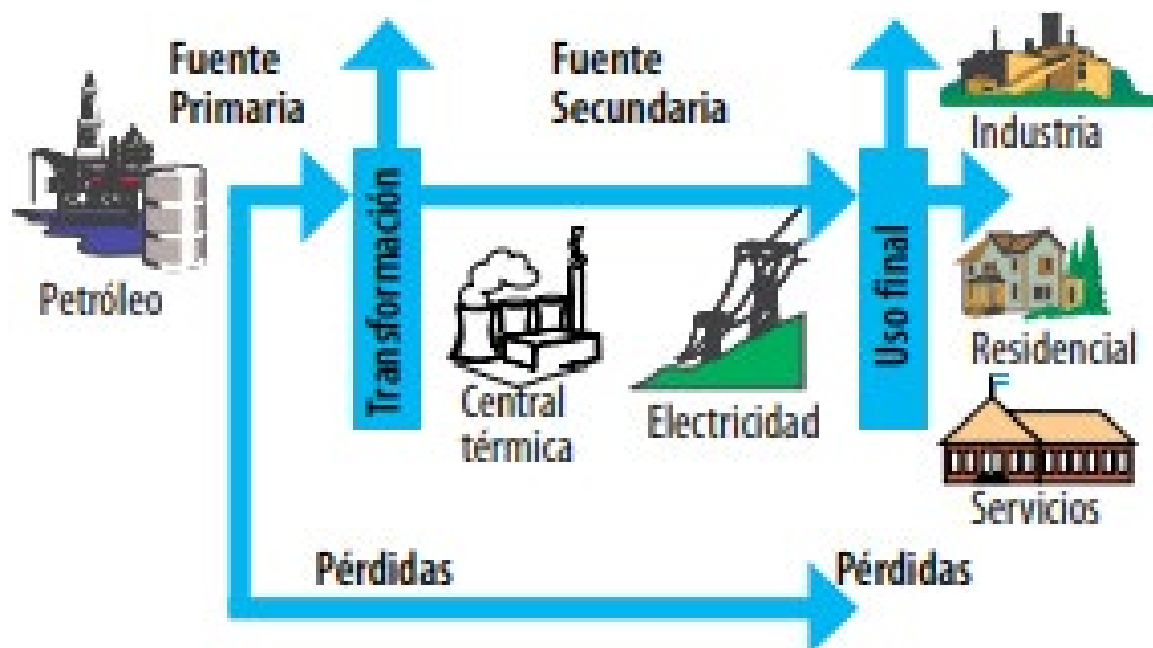 Fuente
Primaria
Fuente
Secundaria
Industria
Petróleo
Transformación
Central
térmica
Electricidad
Uso final
Residencial
Servicios
Pérdidas
Pérdidas